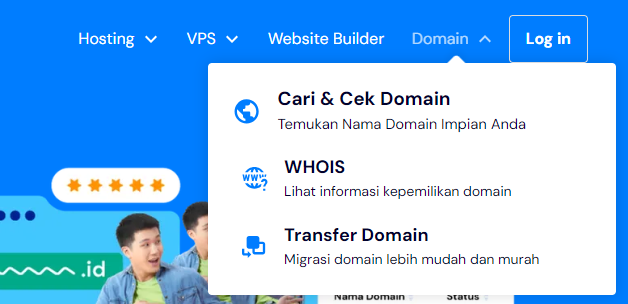 Hosting VPS Website Builder Domain Log in
Cari & Cek Domain
Temukan Nama Domain Impian Anda
WHOIS
Lihat informasi kepemilikan domain
Transfer Domain
Migrasi domain lebih mudah dan murah
.id
Nama Domain Status